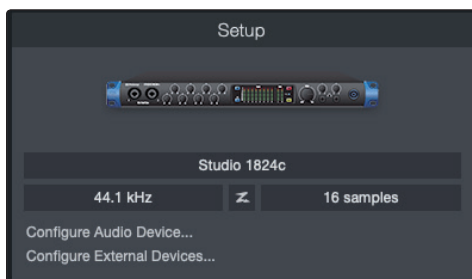 Setup
Studio 1824c
44.1 kHz Z 16 samples
Configure Audio Device...
Configure External Devices...